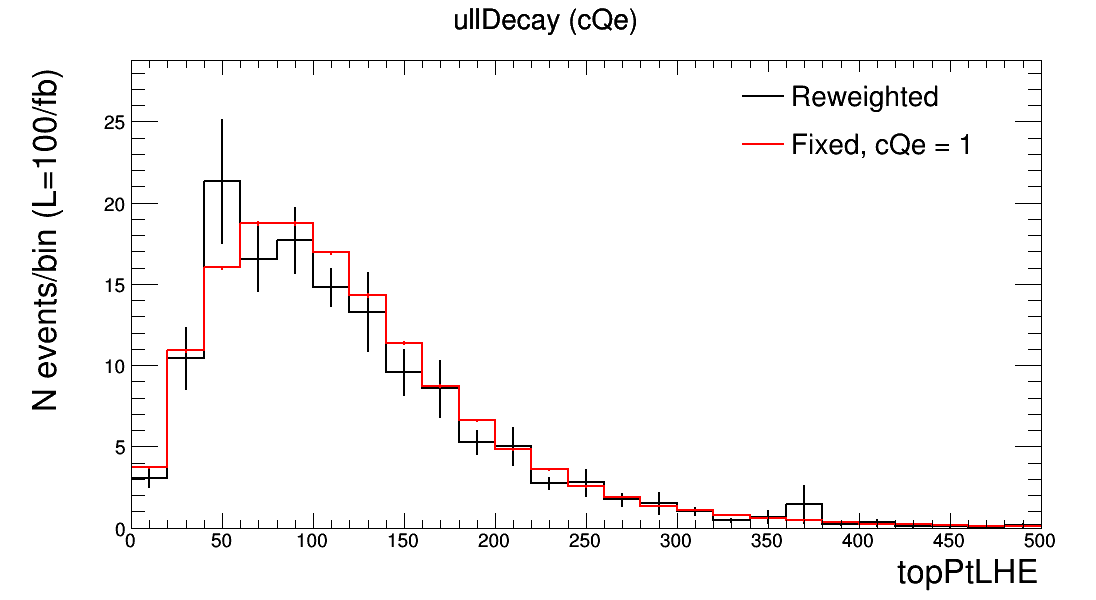 ullDecay (cQe)
N events/bin (L=100/fb)
Reweighted
Fixed, cQe = 1
25
20
15
10
5
0
0 50 100 150 200 250 300 350 400 450 500
topPtLHE